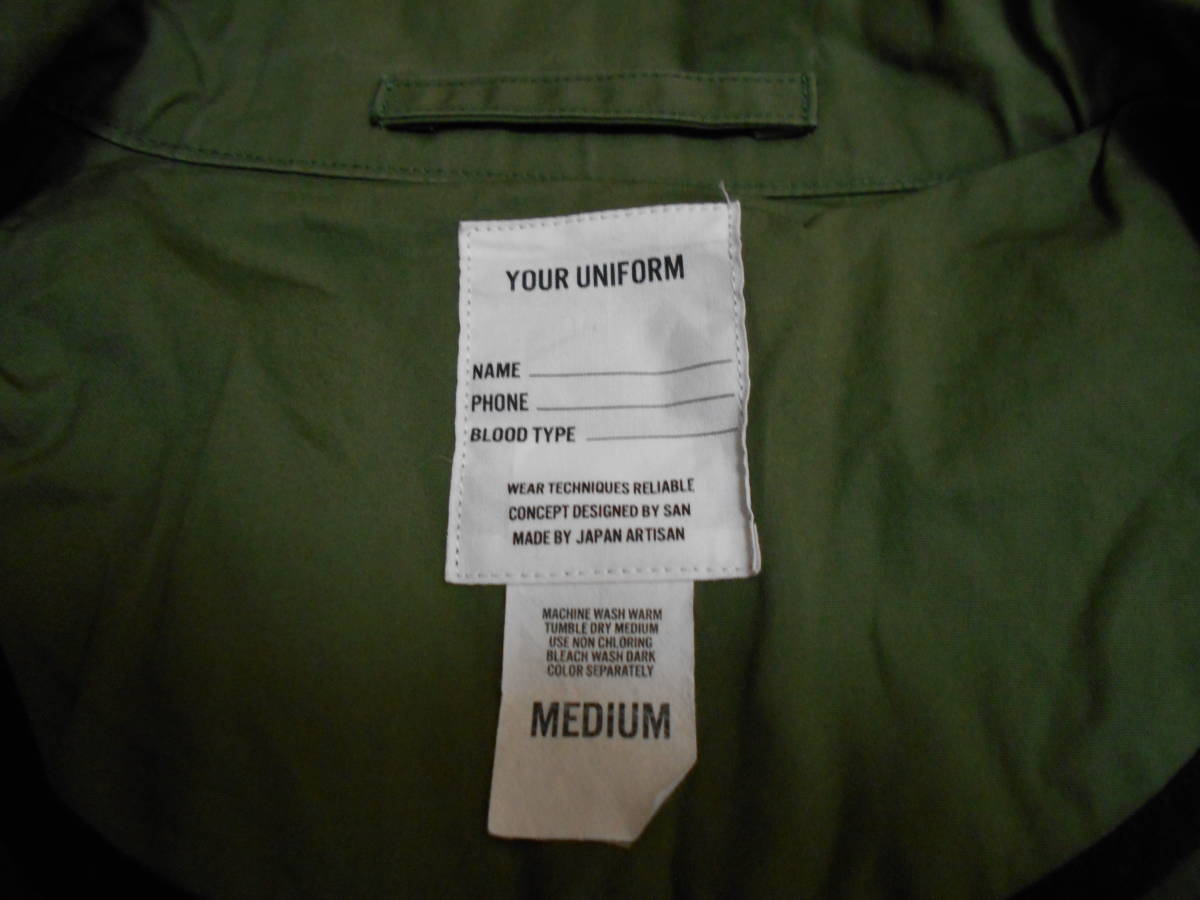 YOUR UNIFORM
NAME
PHONE
BLOOD TYPE
WEAR TECHNIQUES RELIABLE
CONCEPT DESIGNED BY SAN
MADE BY JAPAN ARTISAN
MACHINE WASH WARM
TUMBLE DRY MEDIUM
USE NON CHLORING
BLEACH WASH DARK
COLOR SEPARATELY
MEDIUM